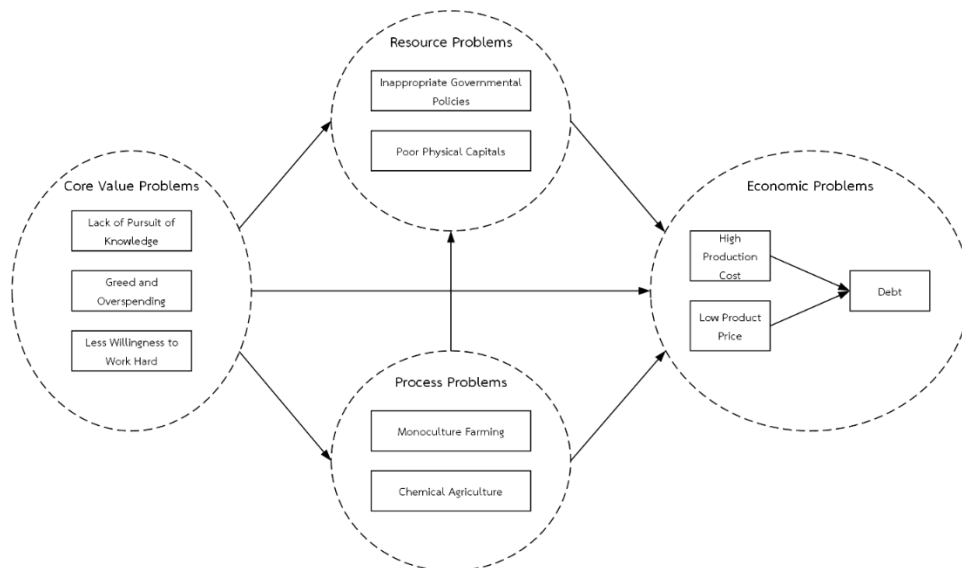 Resource Problems
Inappropriate Governmental
Policies
Poor Physical Capitals
Core Value Problems
Lack of Pursuit of
Knowledge
Greed and
Overspending
Less Willingness to
Work Hard
Economic Problems
High
Production
Cost
Low Product
Price
Debt
Process Problems
Monoculture Farming
Chemical Agriculture